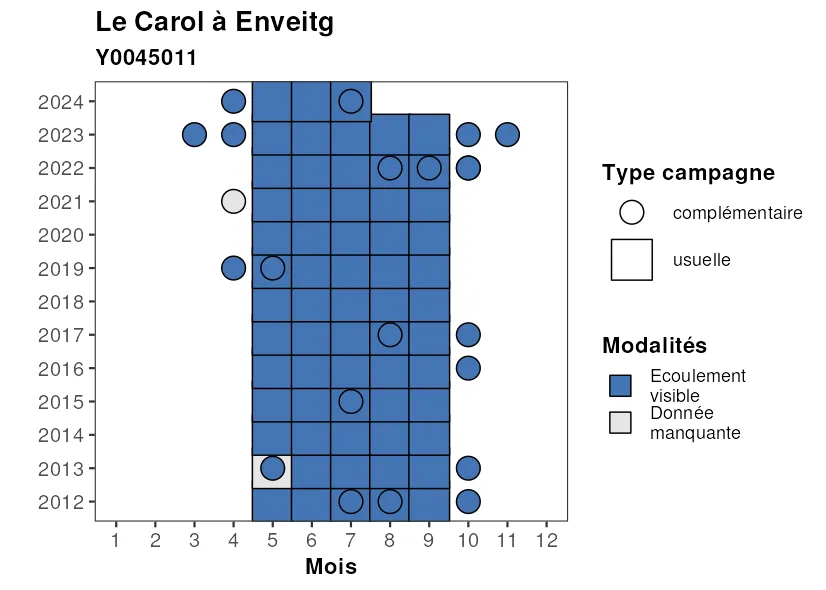 Le Carol à Enveitg
Y0045011
2024
2023
2022
2021
2020
2019
2018
2017
2016
2015
2014
2013
2012
1 2 3 4 5 6 7 8 9 10 11 12
Mois
Type campagne
complémentaire
usuelle
Modalités
Ecoulement
visible
Donnée
manquante